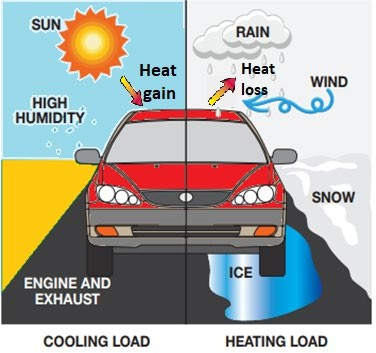 SUN
Heat
gain
HIGH
HUMIDITY
ENGINE AND
EXHAUST
RAIN
Heat
loss
WIND
SNOW
ICE
COOLING LOAD
HEATING LOAD